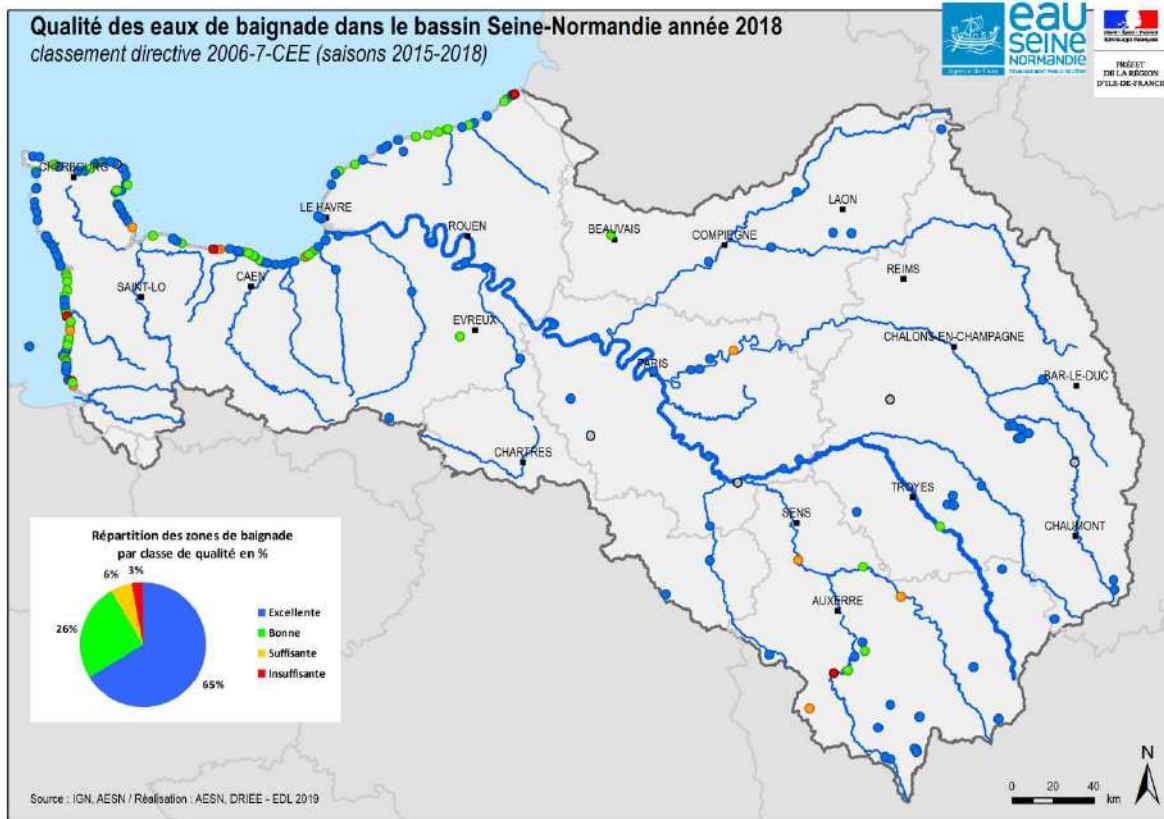 Qualité des eaux de baignade dans le bassin Seine-Normandie année 2018
classement directive 2006-7-CEE (saisons 2015-2018)
eau
SEINE
NORMANDIE
PRÉFET
DE LA RÉGION
D'ILE-DE-FRANCE
CHERBOURG
LE HAVRE
ROUEN
BEAUVAIS
COMPIEGNE
LAON
REIMS
SAINT-LO
CAEN
EVREUX
PARIS
CHALONS-EN-CHAMPAGNE
BAR-LE-DUC
CHARTRES
TROYES
SENS
CHAUMONT
AUXERRE
Répartition des zones de baignade
par classe de qualité en %
6%
3%
26%
65%
Excellente
Bonne
Suffisante
Insuffisante
N
0 20 40
km
Source : IGN, AESN / Réalisation : AESN, DRIEE - EDL 2019